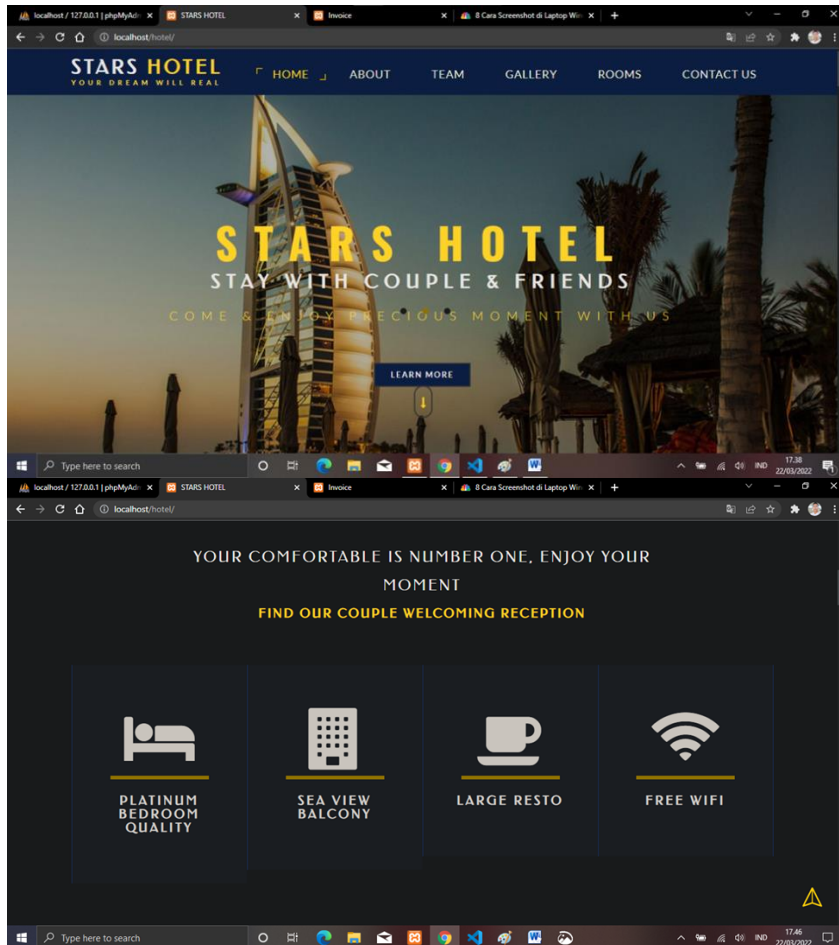 localhost / 127.0.0.1 | phpMyAdm
STARS HOTEL
Invoice
8 Cara Screenshot di Laptop Win
localhost/hotel/
STARS HOTEL
YOUR DREAM WILL REAL
HOME
ABOUT
TEAM
GALLERY
ROOMS
CONTACT US
STARS HOTEL
STAY WITH COUPLE & FRIENDS
COME & ENJOY PRECIOUS MOMENT WITH US
LEARN MORE
Type here to search
IND
17.38
22/03/2022
localhost / 127.0.0.1 | phpMyAdm
STARS HOTEL
Invoice
8 Cara Screenshot di Laptop Win
localhost/hotel/
YOUR COMFORTABLE IS NUMBER ONE, ENJOY YOUR
MOMENT
FIND OUR COUPLE WELCOMING RECEPTION
PLATINUM
BEDROOM
QUALITY
SEA VIEW
BALCONY
LARGE RESTO
FREE WIFI
Type here to search
IND
17.46
22/03/2022